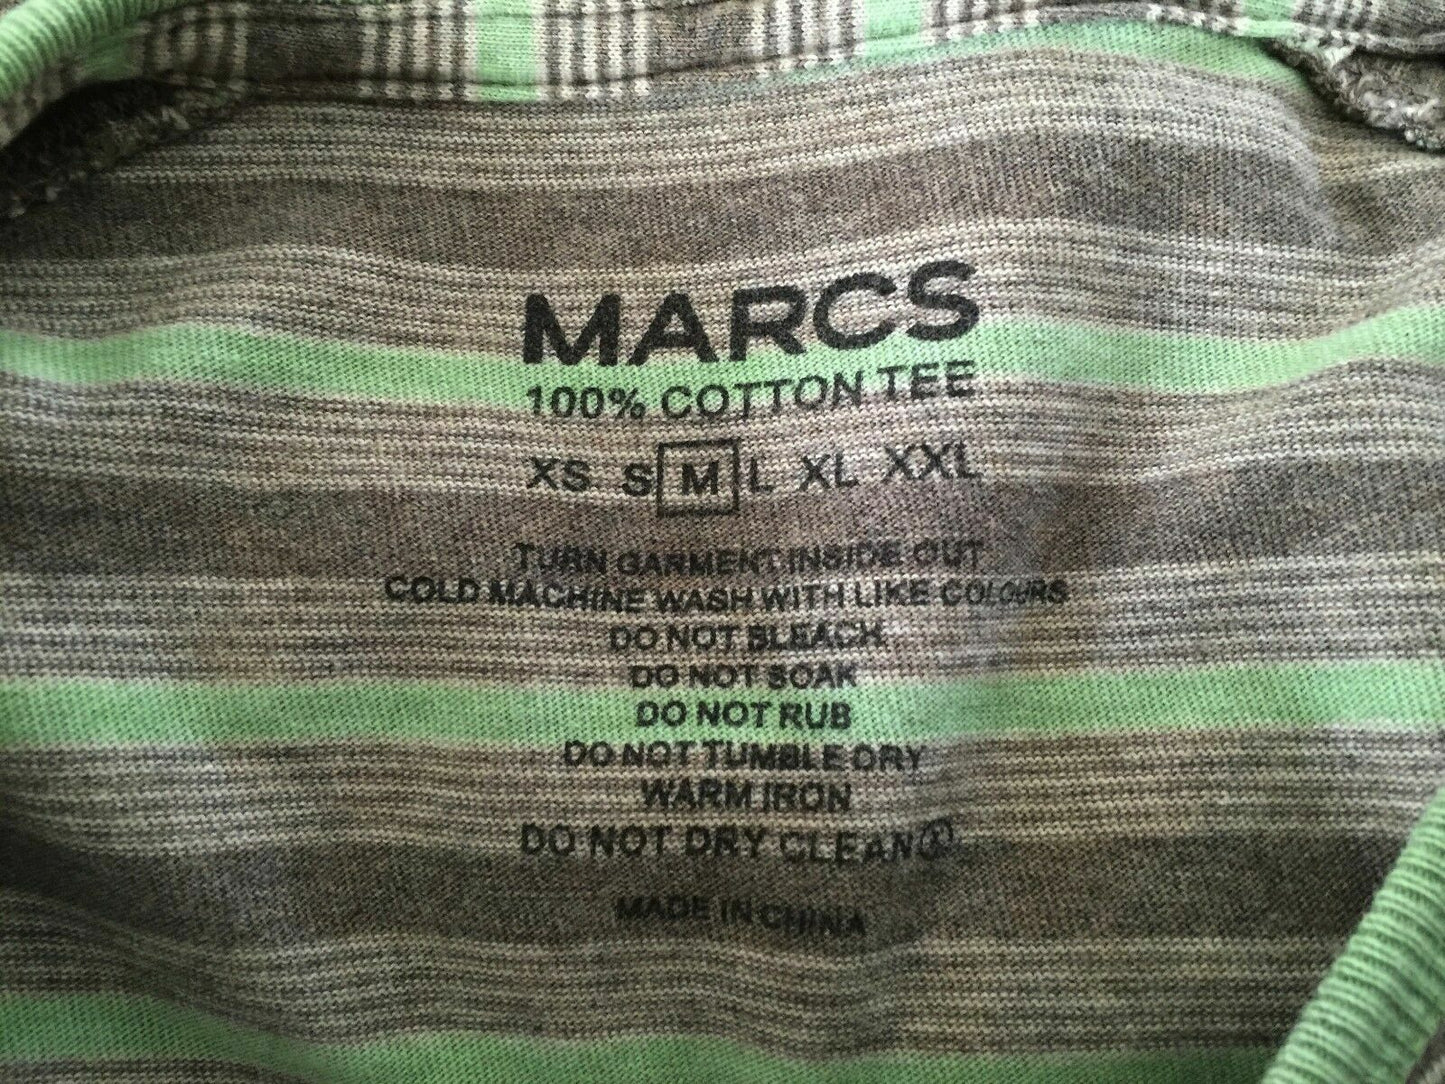 MARCS
100% COTTON TEE
XS S M L XL XXL
TURN GARMENT INSIDE OUT
COLD MACHINE WASH WITH LIKE COLOURS
DO NOT BLEACH
DO NOT SOAK
DO NOT RUB
DO NOT TUMBLE DRY
WARM IRON
DO NOT DRY CLEAN
MADE IN CHINA